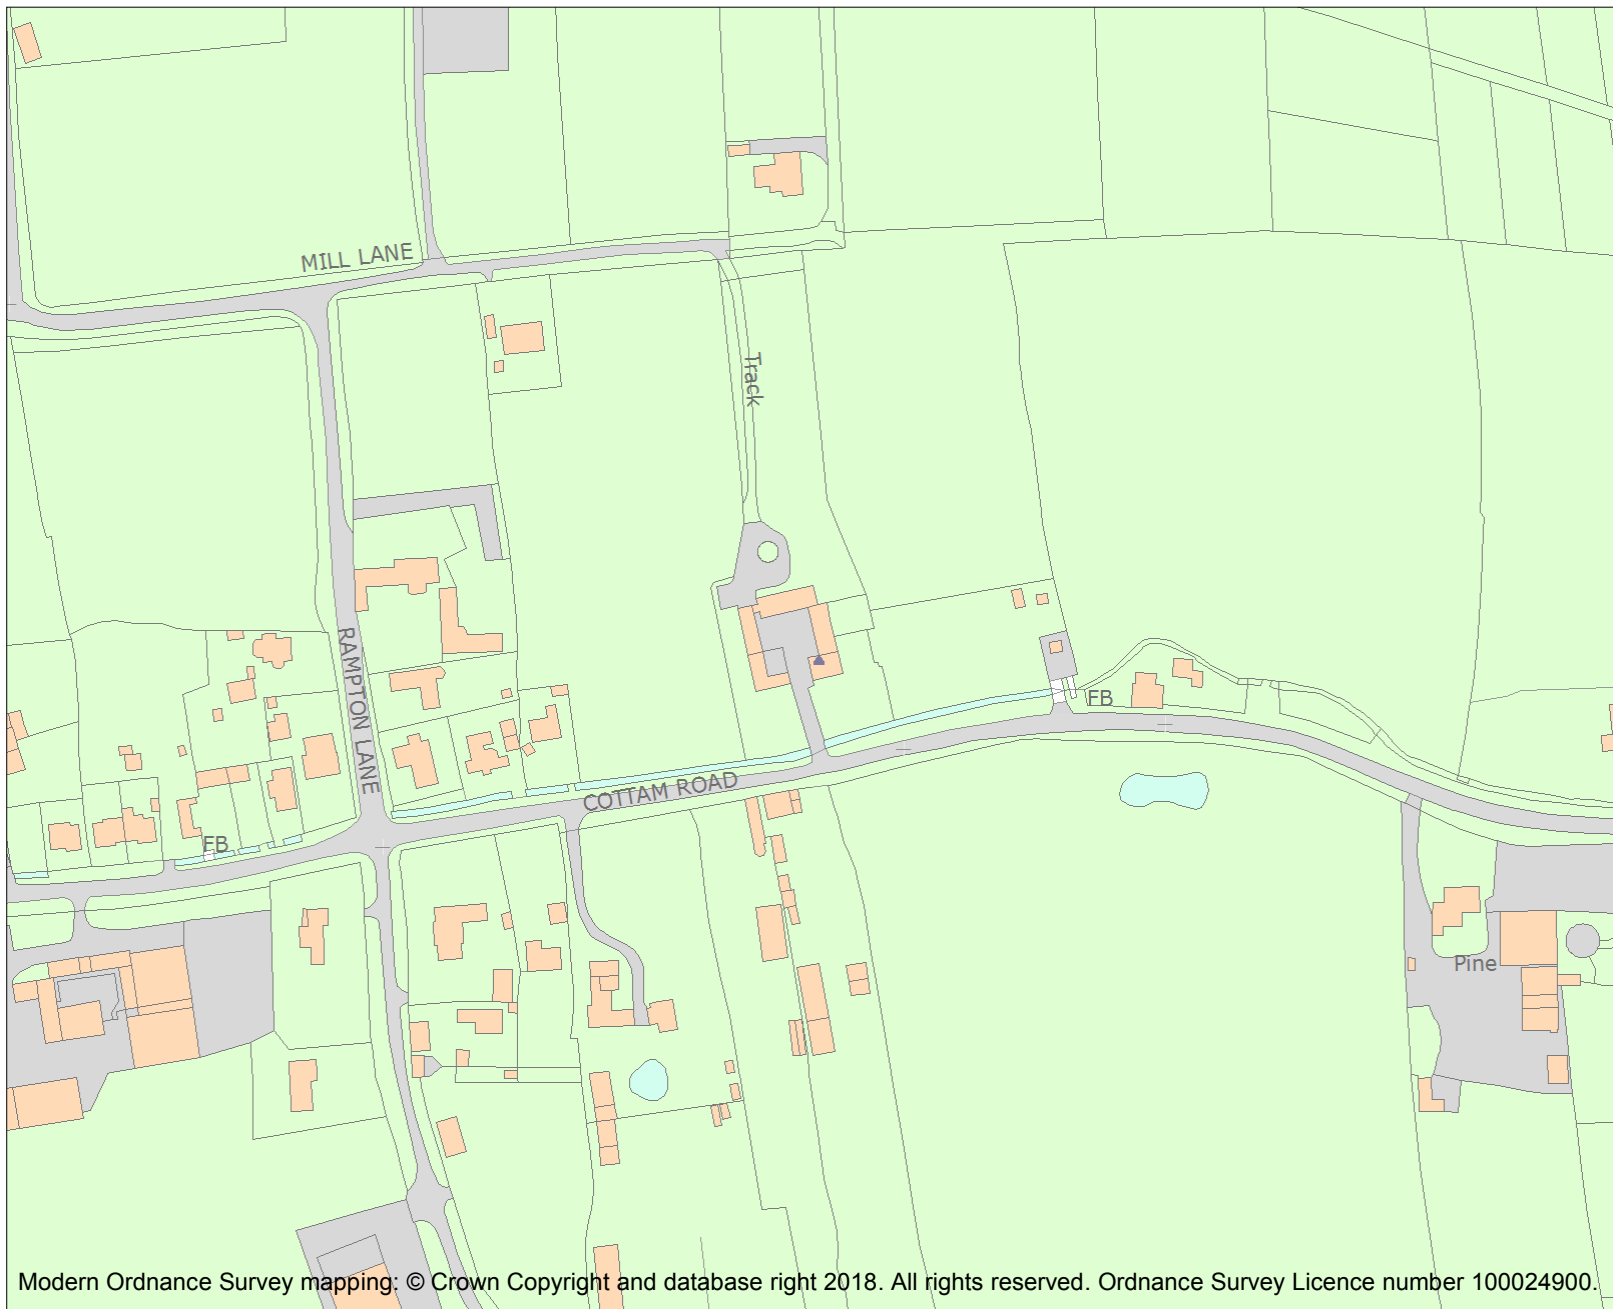 MILL LANE
Track
RAMPTON LANE
FB
COTTAM ROAD
FB
Pine
Modern Ordnance Survey mapping: © Crown Copyright and database right 2018. All rights reserved. Ordnance Survey Licence number 100024900.